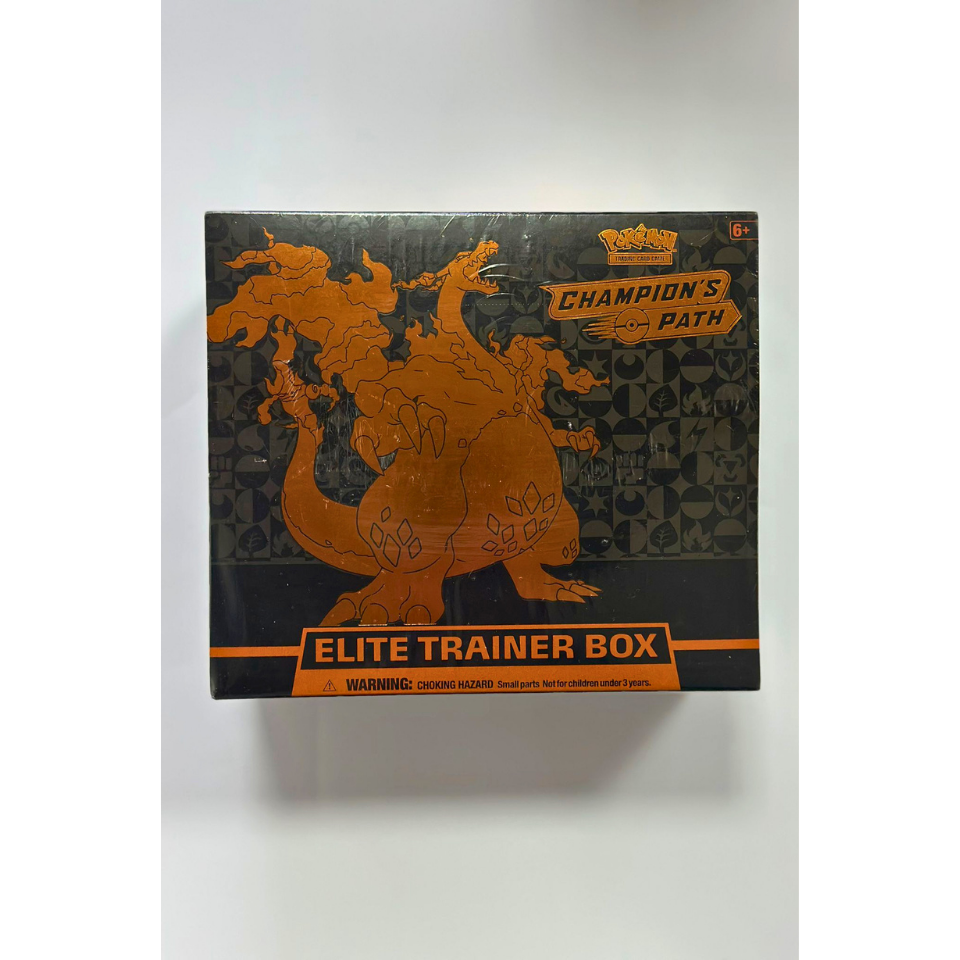 6+
POKéMON
TRADING CARD GAME
CHAMPION'S
PATH
ELITE TRAINER BOX
WARNING: CHOKING HAZARD Small parts Not for children under 3 years.